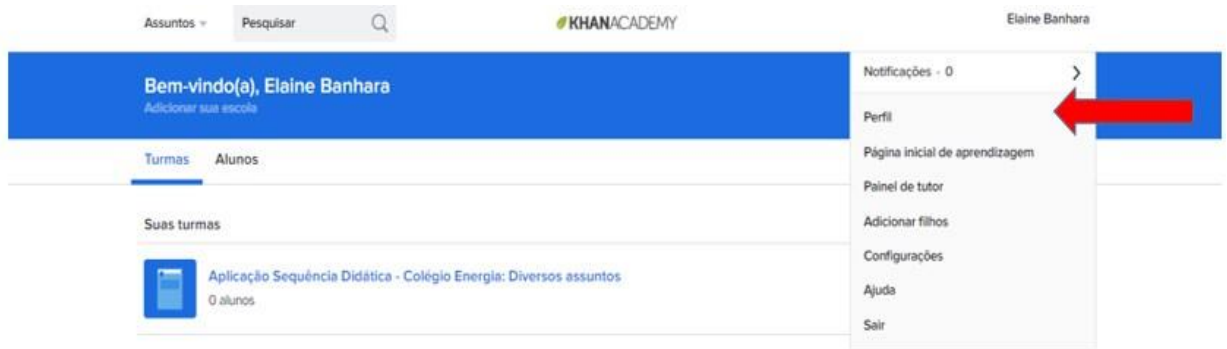 Assuntos Pesquisar KHANACADEMY Elaine Banhara
Bem-vindo(a), Elaine Banhara
Adicionar sua escola
Notificações - 0
Perfil
Turmas Alunos
Página inicial de aprendizagem
Painel de tutor
Suas turmas
Adicionar filhos
Configurações
Aplicação Sequência Didática - Colégio Energia: Diversos assuntos
0 alunos
Ajuda
Sair